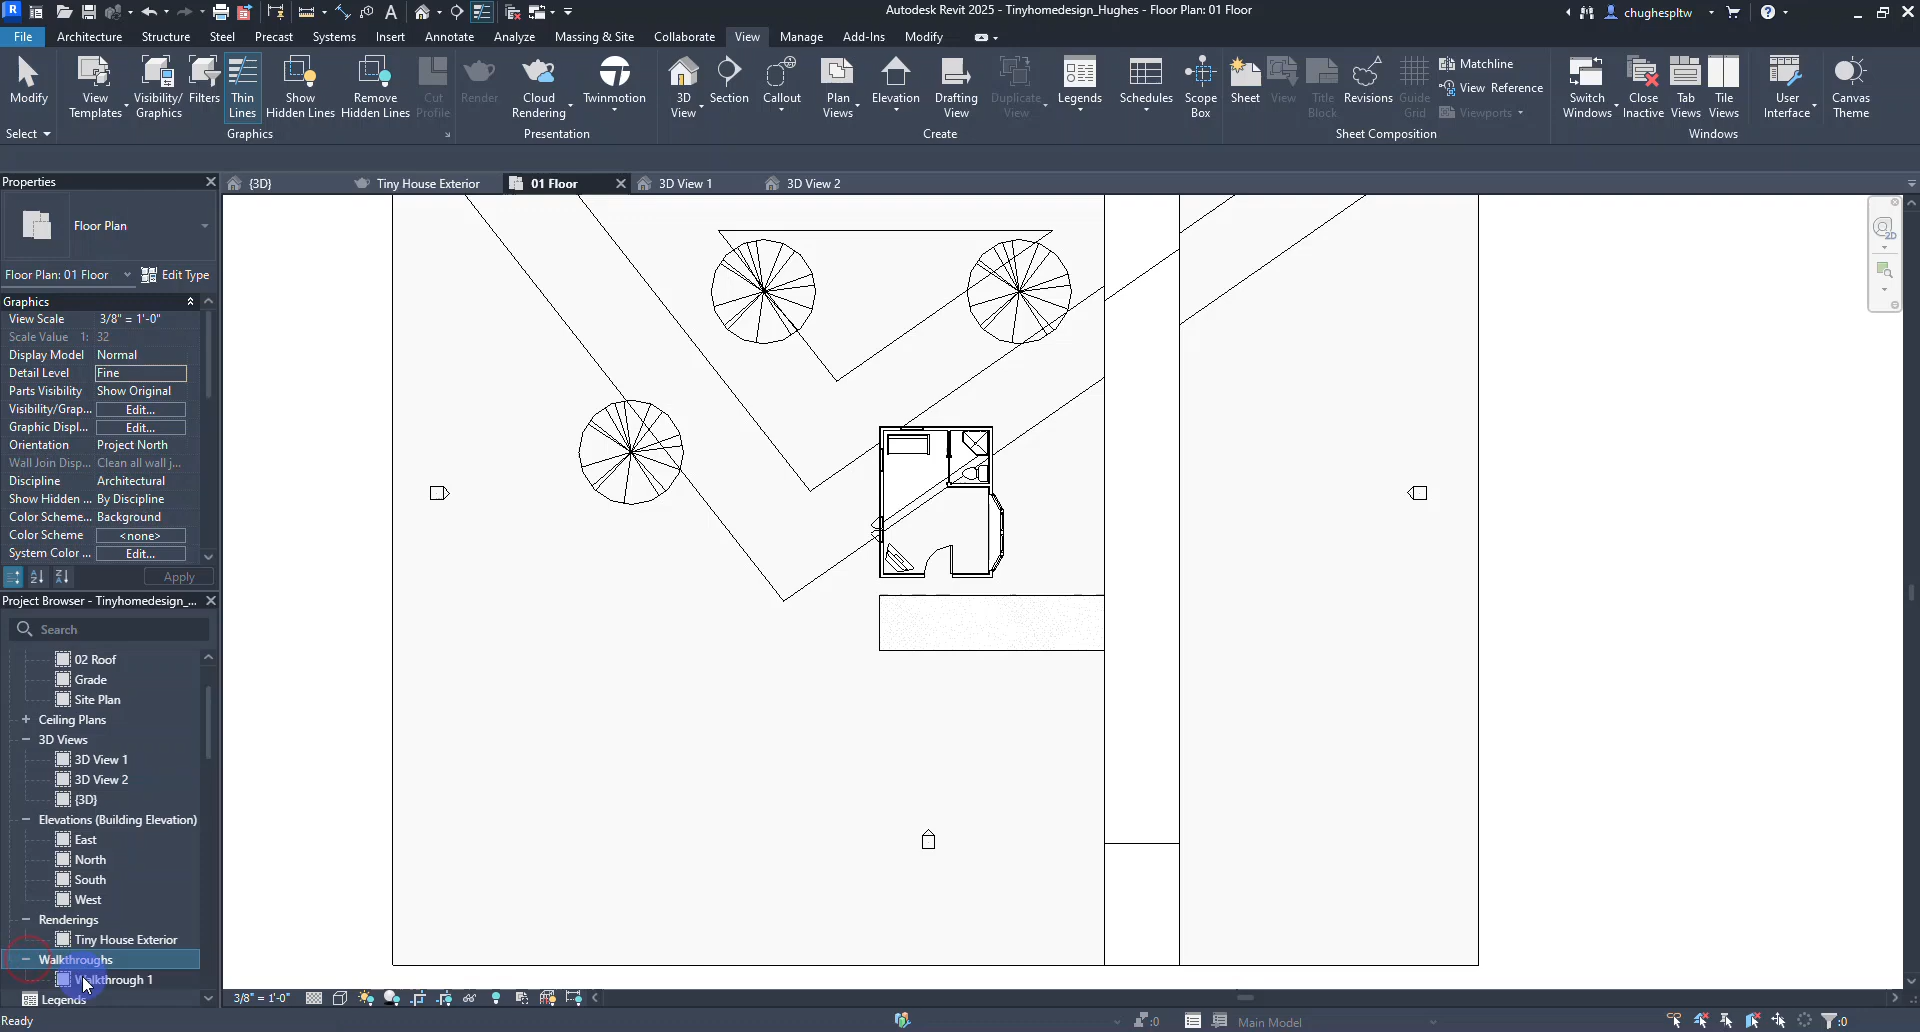 Autodesk Revit 2025 - Tinyhomedesign_Hughes - Floor Plan: 01 Floor
chughespltw
File Architecture Structure Steel Precast Systems Insert Annotate Analyze Massing & Site Collaborate View Manage Add-Ins Modify
Modify
View Templates
Visibility/ Graphics
Filters
Thin Lines
Show Hidden Lines
Remove Hidden Lines
Cut Profile
Render
Cloud Rendering
Twinmotion
3D View
Section
Callout
Plan Views
Elevation
Drafting View
Duplicate View
Legends
Schedules
Scope Box
Sheet
View
Title Block
Revisions
Guide Grid
Matchline
View Reference
Viewports
Switch Windows
Close Inactive
Tab Views
Tile Views
User Interface
Canvas Theme
Select Graphics Presentation Create Sheet Composition Windows
Properties
{3D} Tiny House Exterior 01 Floor 3D View 1 3D View 2
Floor Plan
Floor Plan: 01 Floor Edit Type
Graphics
View Scale 3/8" = 1'-0"
Scale Value 1: 32
Display Model Normal
Detail Level Fine
Parts Visibility Show Original
Visibility/Grap... Edit...
Graphic Displ... Edit...
Orientation Project North
Wall Join Disp... Clean all wall j...
Discipline Architectural
Show Hidden ... By Discipline
Color Scheme... Background
Color Scheme <none>
System Color ... Edit...
Apply
Project Browser - Tinyhomedesign_...
Search
02 Roof
Grade
Site Plan
Ceiling Plans
3D Views
3D View 1
3D View 2
{3D}
Elevations (Building Elevation)
East
North
South
West
Renderings
Tiny House Exterior
Walkthroughs
Walkthrough 1
Legends
3/8" = 1'-0"
Ready
:0
Main Model
:0
2D